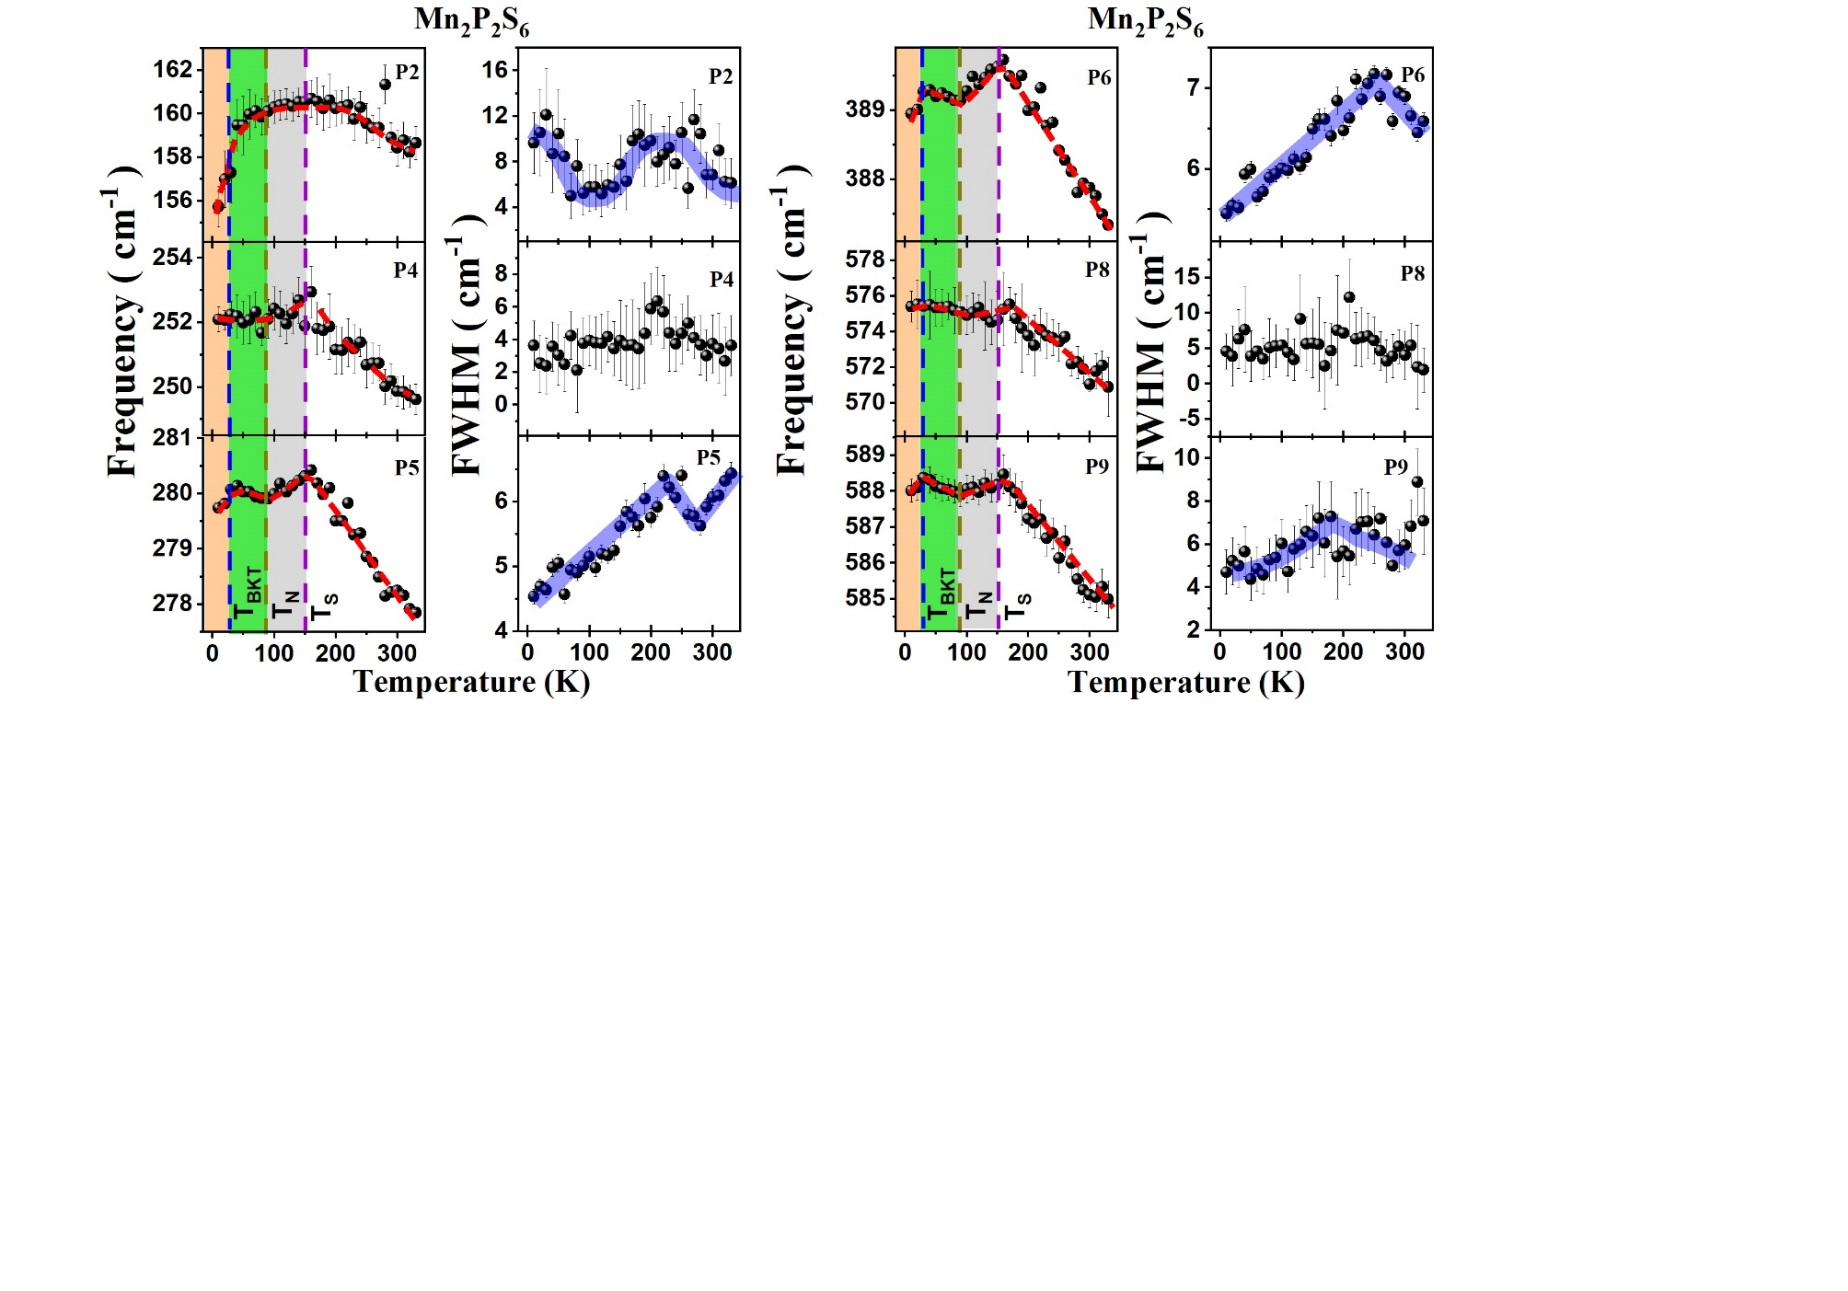 Mn2P2S6
Mn2P2S6
Frequency ( cm-1 )
162
160
158
156
P2
254
252
250
P4
281
280
279
278
P5
TBKT
TN
TS
0 100 200 300
FWHM ( cm-1 )
16
12
8
4
P2
8
6
4
2
0
P4
6
5
4
P5
0 100 200 300
Temperature (K)
Frequency ( cm-1 )
389
388
P6
578
576
574
572
570
P8
589
588
587
586
585
P9
TBKT
TN
TS
0 100 200 300
FWHM ( cm-1 )
7
6
P6
15
10
5
0
-5
P8
10
8
6
4
2
P9
0 100 200 300
Temperature (K)